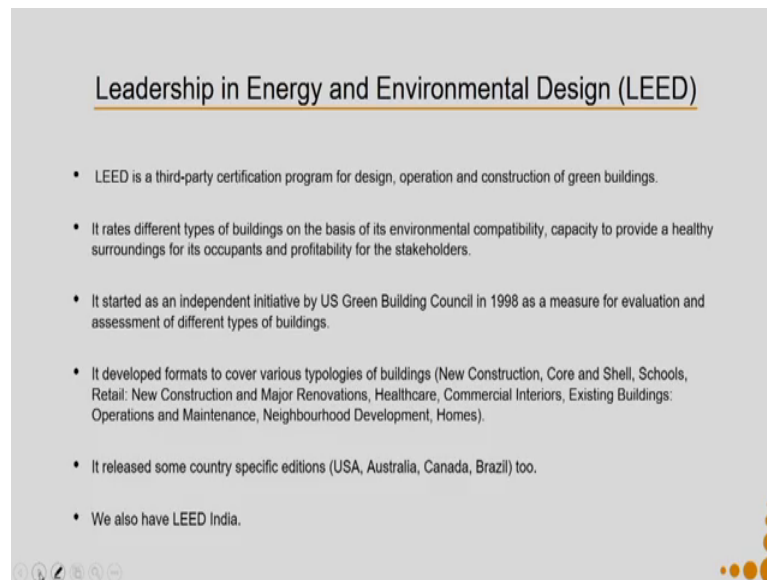 Leadership in Energy and Environmental Design (LEED)
• LEED is a third-party certification program for design, operation and construction of green buildings.
• It rates different types of buildings on the basis of its environmental compatibility, capacity to provide a healthy
surroundings for its occupants and profitability for the stakeholders.
• It started as an independent initiative by US Green Building Council in 1998 as a measure for evaluation and
assessment of different types of buildings.
• It developed formats to cover various typologies of buildings (New Construction, Core and Shell, Schools,
Retail: New Construction and Major Renovations, Healthcare, Commercial Interiors, Existing Buildings:
Operations and Maintenance, Neighbourhood Development, Homes).
• It released some country specific editions (USA, Australia, Canada, Brazil) too.
• We also have LEED India.